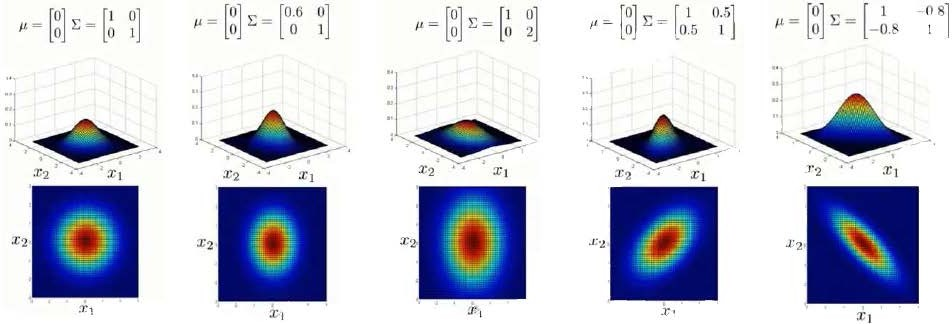 μ = [0 0] Σ = [1 0 0 1]
μ = [0 0] Σ = [0.6 0 0 1]
μ = [0 0] Σ = [1 0 0 2]
μ = [0 0] Σ = [1 0.5 0.5 1]
μ = [0 0] Σ = [1 -0.8 -0.8 1]
x₂ x₁
x₂ x₁
x₂ x₁
x₂ x₁
x₂ x₁
x₂
x₂
x₂
x₂
x₂
x₁
x₁
x₁
x₁
x₁